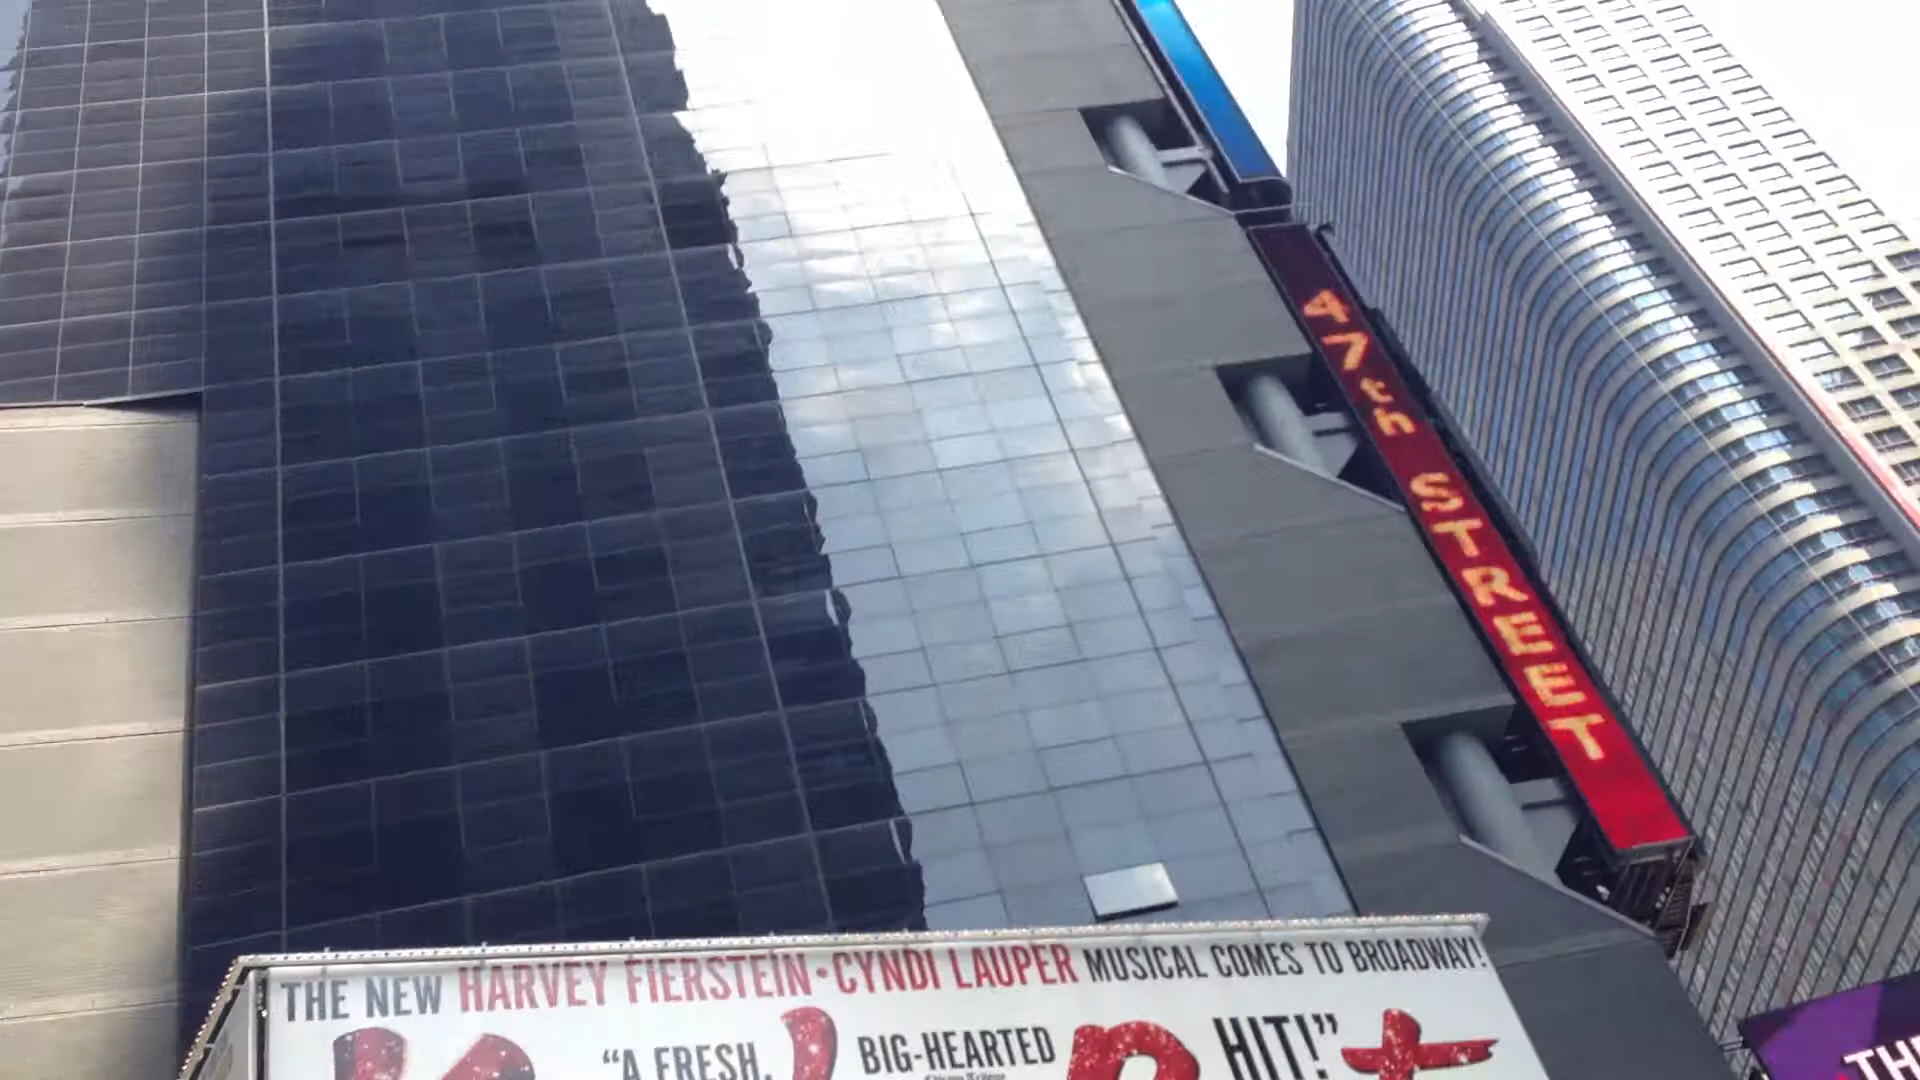 47th STREET
THE NEW HARVEY FIERSTEIN • CYNDI LAUPER MUSICAL COMES TO BROADWAY!
“A FRESH, BIG-HEARTED HIT!”